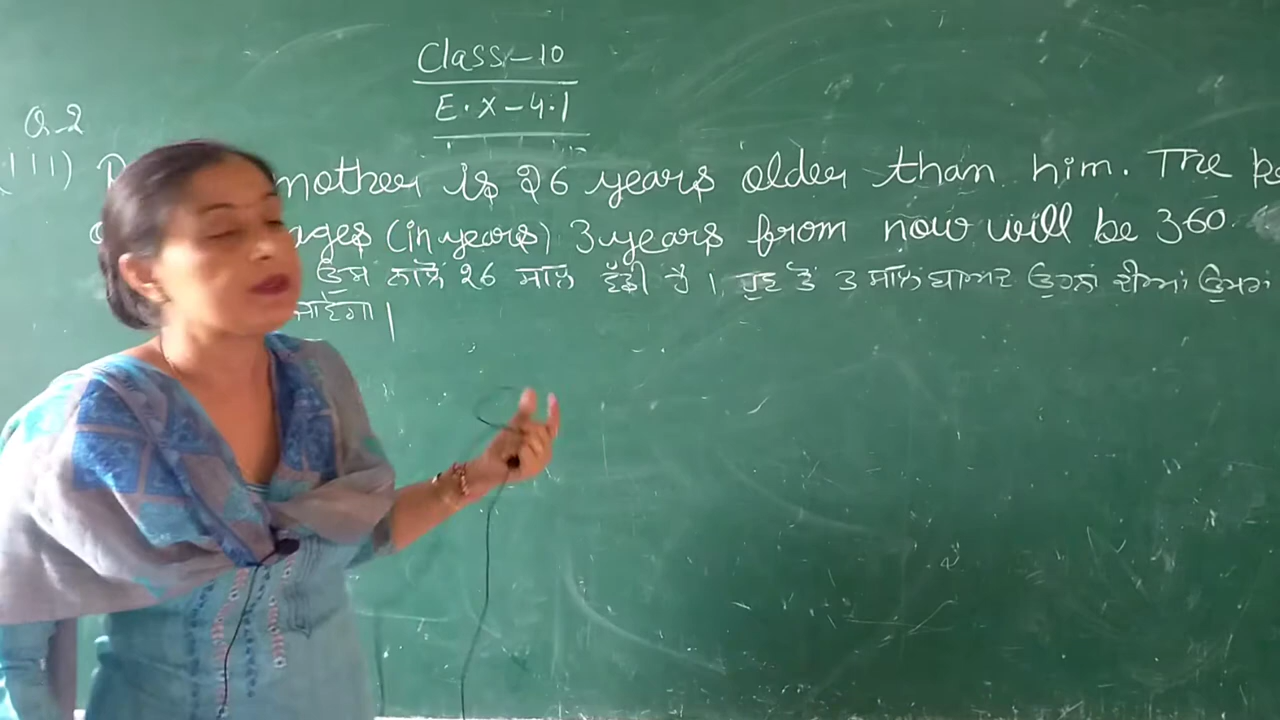 Class-10
E.x-4.1
Q.2
(iii) mother is 26 years older than him. The
ages (in years) 3 years from now will be 360.
ਉਸ ਨਾਲੋਂ 26 ਸਾਲ ਵੱਡੀ ਹੈ। ਹੁਣ ਤੋਂ 3 ਸਾਲ ਬਾਅਦ ਉਹਨਾਂ ਦੀਆਂ ਉਮਰਾਂ
ਜਾਵੇਗਾ।